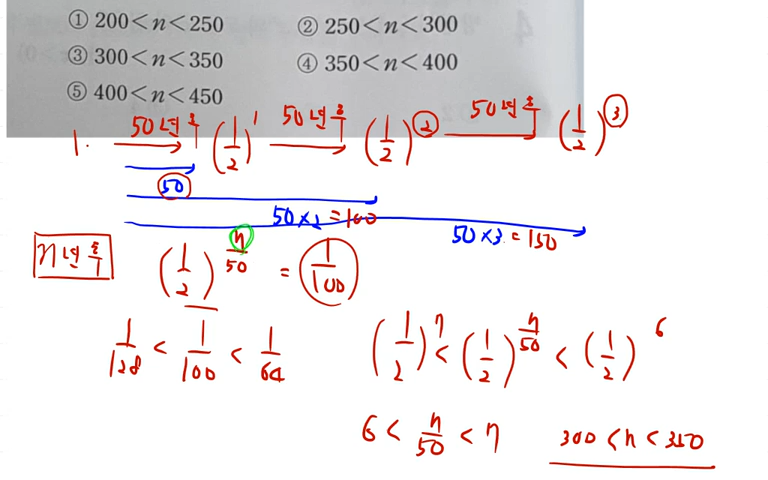 ① 200<n<250 ② 250<n<300
③ 300<n<350 ④ 350<n<400
⑤ 400<n<450
1. 50년후 (1/2)^1 50년후 (1/2)^② 50년후 (1/2)^③
50
50×2=100
50×3=150
n년후 (1/2)^(n/50) = 1/100
1/128 < 1/100 < 1/64 (1/2)^7 < (1/2)^(n/50) < (1/2)^6
6 < n/50 < 7 300<n<350